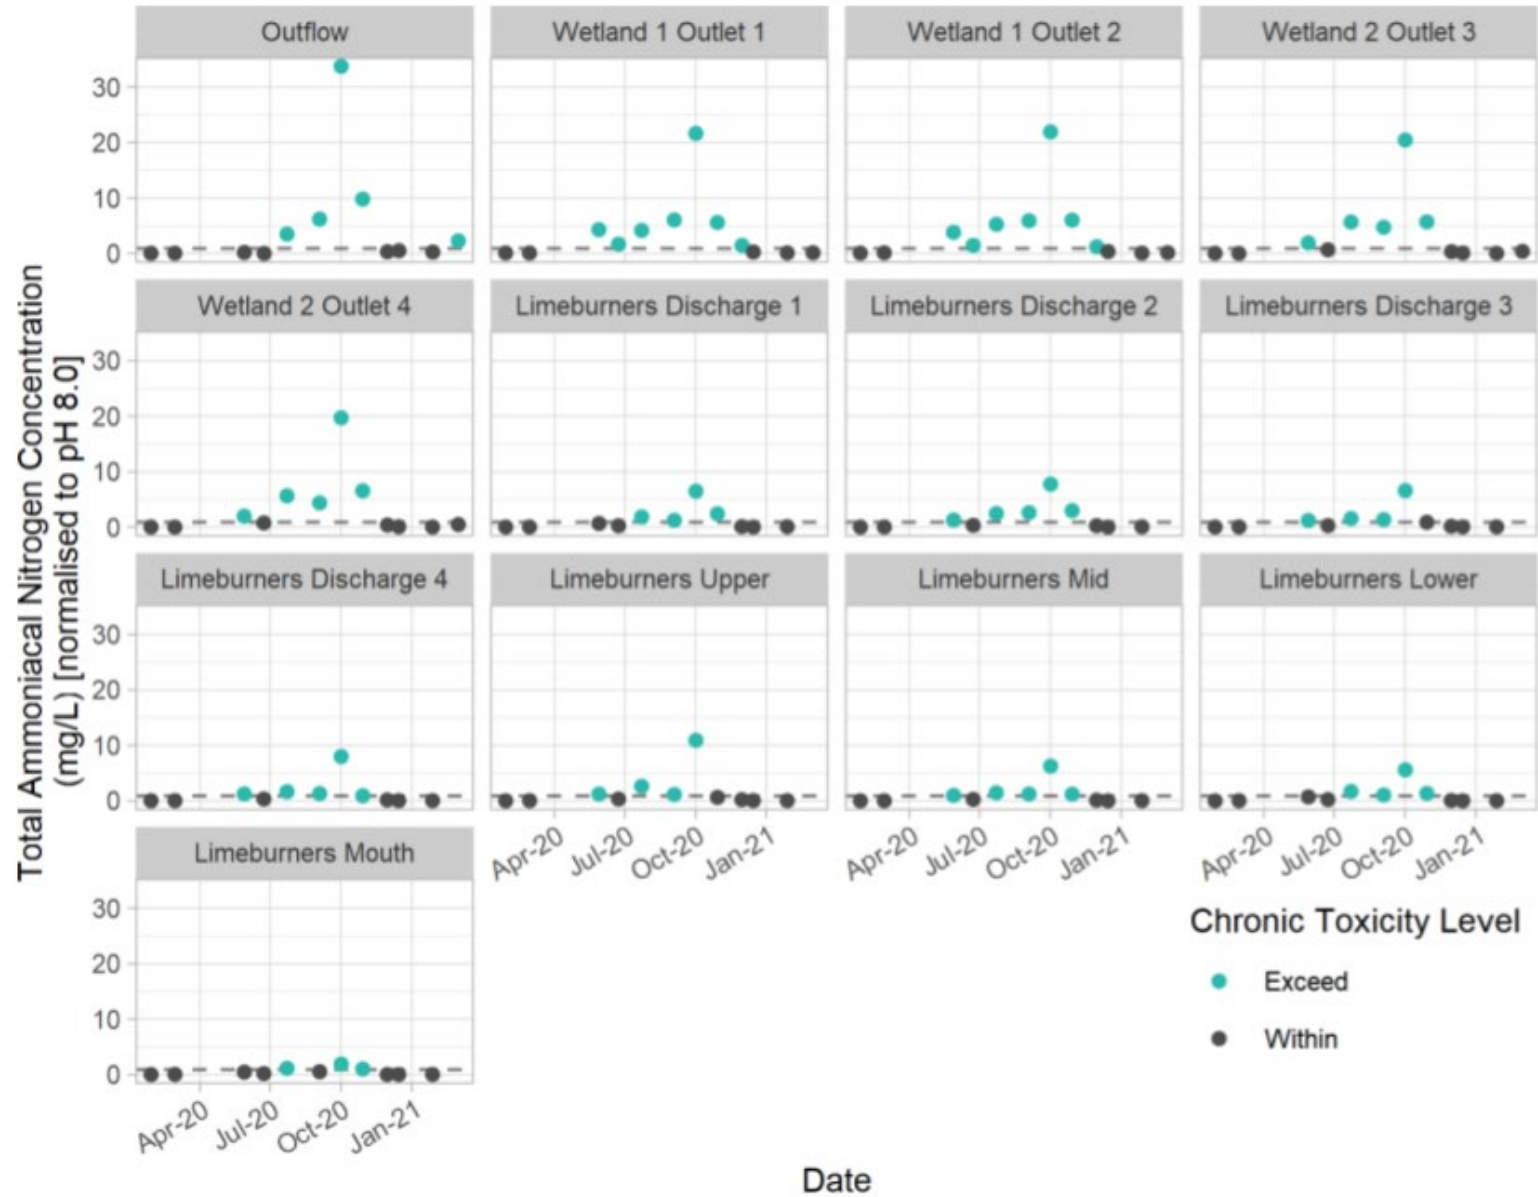 Outflow
Wetland 1 Outlet 1
Wetland 1 Outlet 2
Wetland 2 Outlet 3
30
20
10
0
Wetland 2 Outlet 4
Limeburners Discharge 1
Limeburners Discharge 2
Limeburners Discharge 3
30
20
10
0
Limeburners Discharge 4
Limeburners Upper
Limeburners Mid
Limeburners Lower
30
20
10
0
Apr-20 Jul-20 Oct-20 Jan-21
Apr-20 Jul-20 Oct-20 Jan-21
Apr-20 Jul-20 Oct-20 Jan-21
Limeburners Mouth
30
20
10
0
Apr-20 Jul-20 Oct-20 Jan-21
Total Ammoniacal Nitrogen Concentration
(mg/L) [normalised to pH 8.0]
Date
Chronic Toxicity Level
Exceed
Within